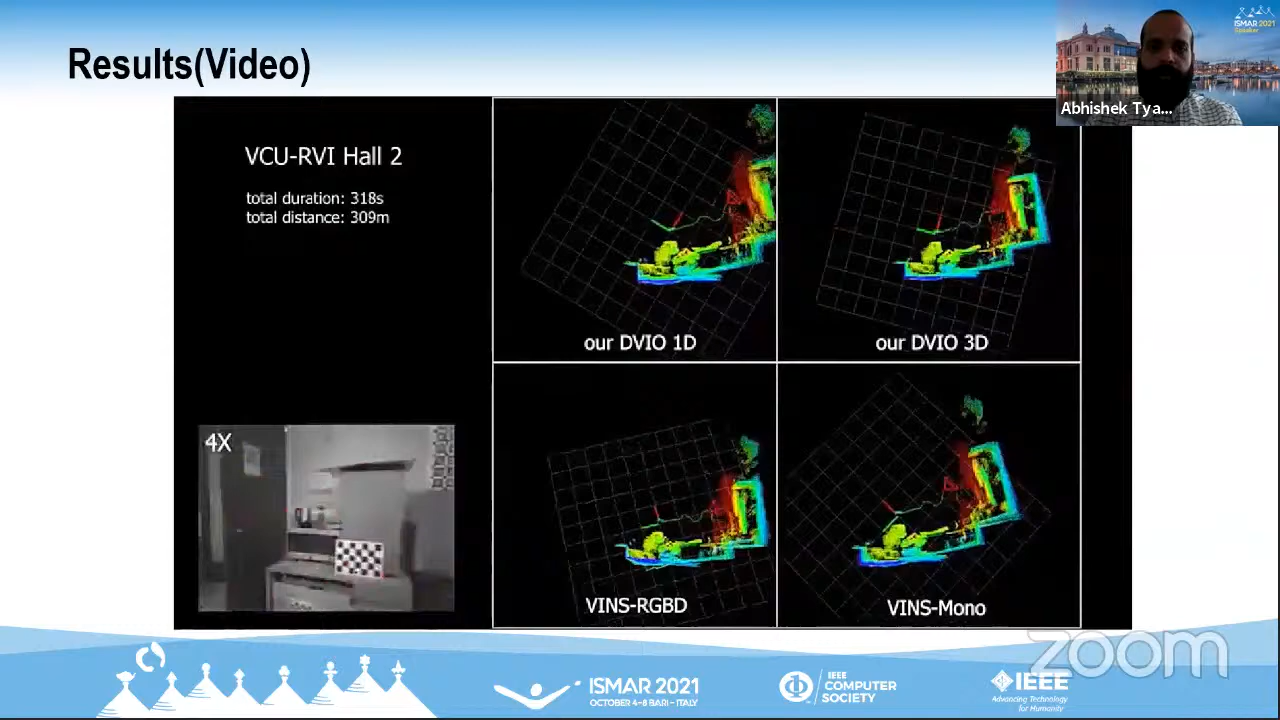 Results(Video)
ISMAR 2021
Speaker
Abhishek Tya...
VCU-RVI Hall 2
total duration: 318s
total distance: 309m
our DVIO 1D
our DVIO 3D
4X
VINS-RGBD
VINS-Mono
zoom
ISMAR 2021
OCTOBER 4-8 BARI - ITALY
IEEE
COMPUTER
SOCIETY
IEEE
Advancing Technology
for Humanity